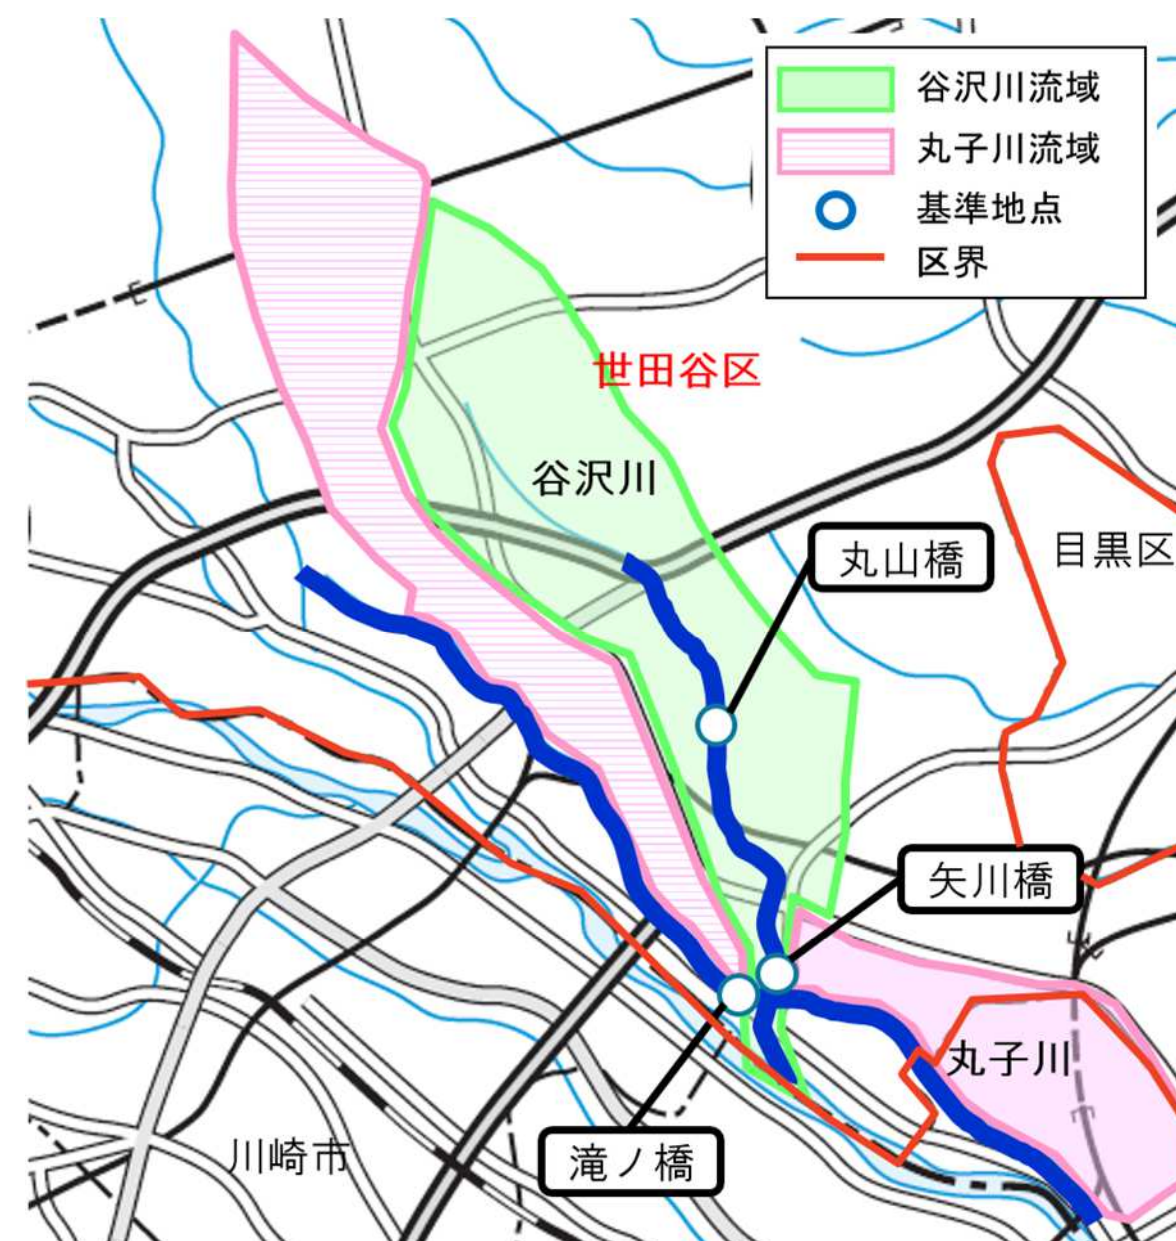 谷沢川流域
丸子川流域
基準地点
区界
世田谷区
谷沢川
丸山橋
目黒区
矢川橋
丸子川
川崎市
滝ノ橋